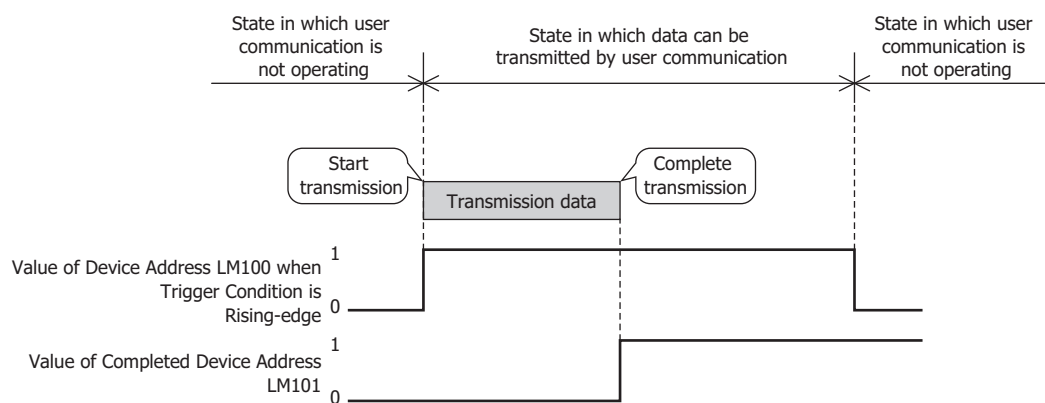 State in which user
communication is
not operating
State in which data can be
transmitted by user communication
State in which user
communication is
not operating
Start
transmission
Complete
transmission
Transmission data
Value of Device Address LM100 when
Trigger Condition is
Rising-edge
1
0
Value of Completed Device Address
LM101
1
0